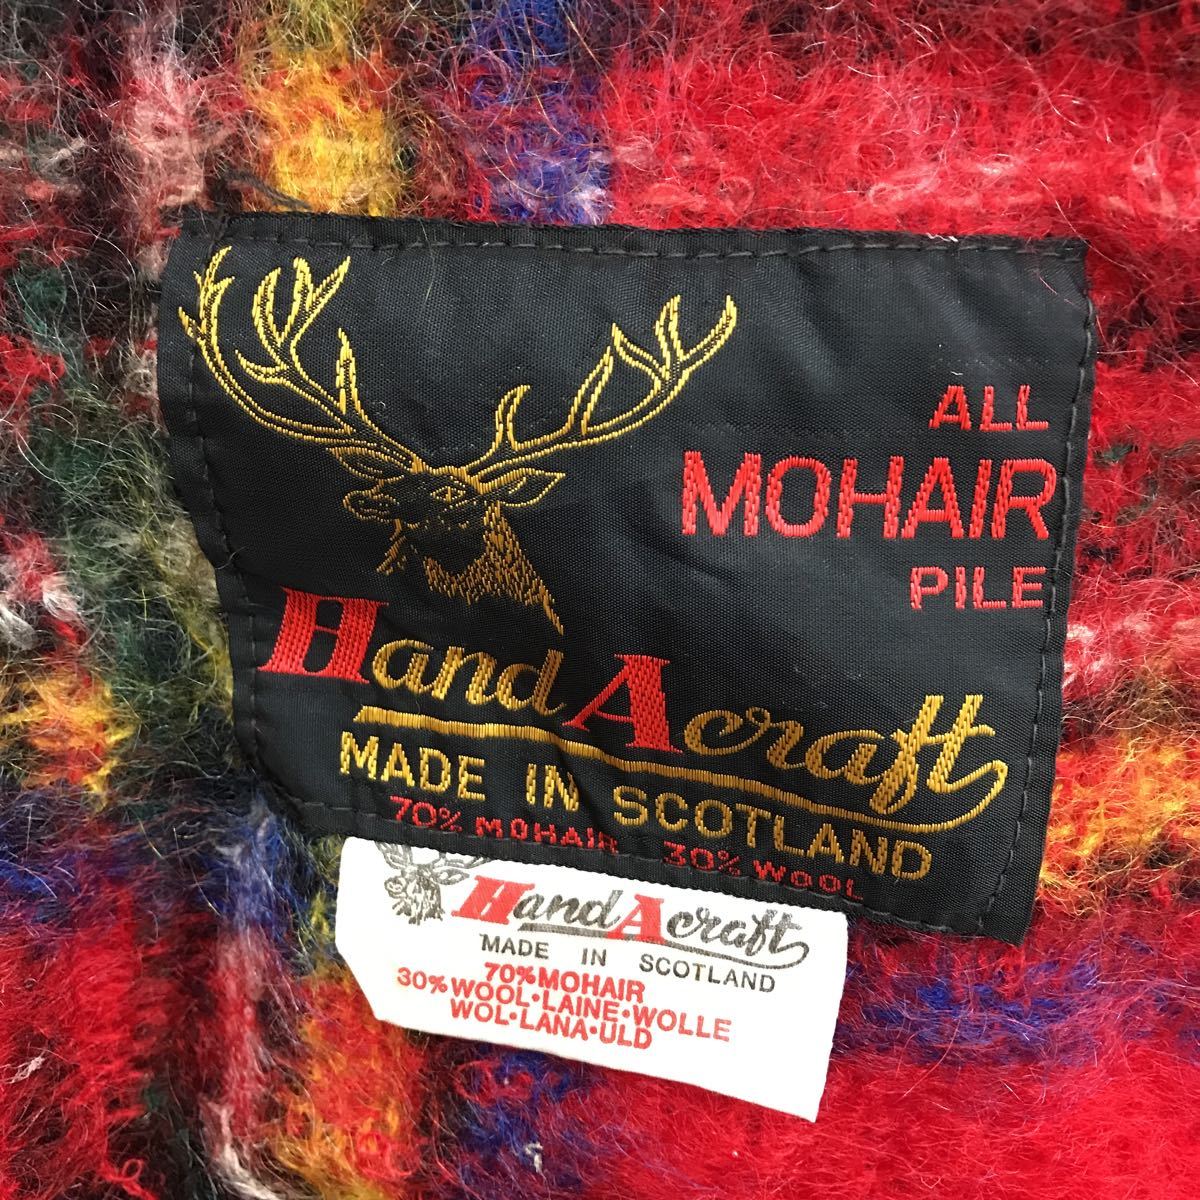 ALL
MOHAIR
PILE
HandAcraft
MADE IN SCOTLAND
70% MOHAIR 30% WOOL
HandAcraft
MADE IN SCOTLAND
70%MOHAIR
30%WOOL·LAINE·WOLLE
WOL·LANA·ULD